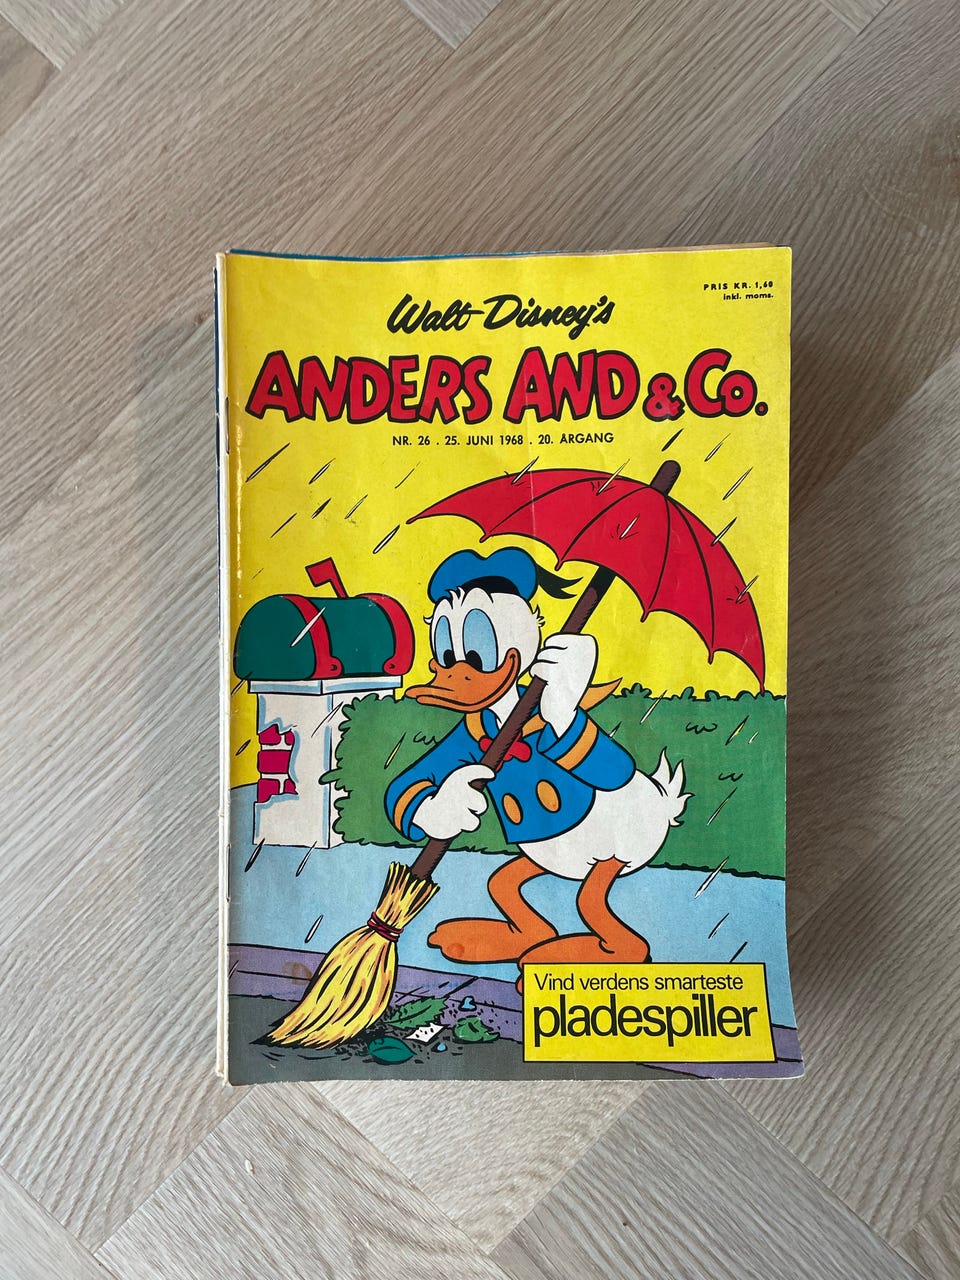 PRIS KR. 1,60
inkl. moms.
Walt Disney's
ANDERS AND & Co.
NR. 26 . 25. JUNI 1968 . 20. ÅRGANG
Vind verdens smarteste
pladespiller